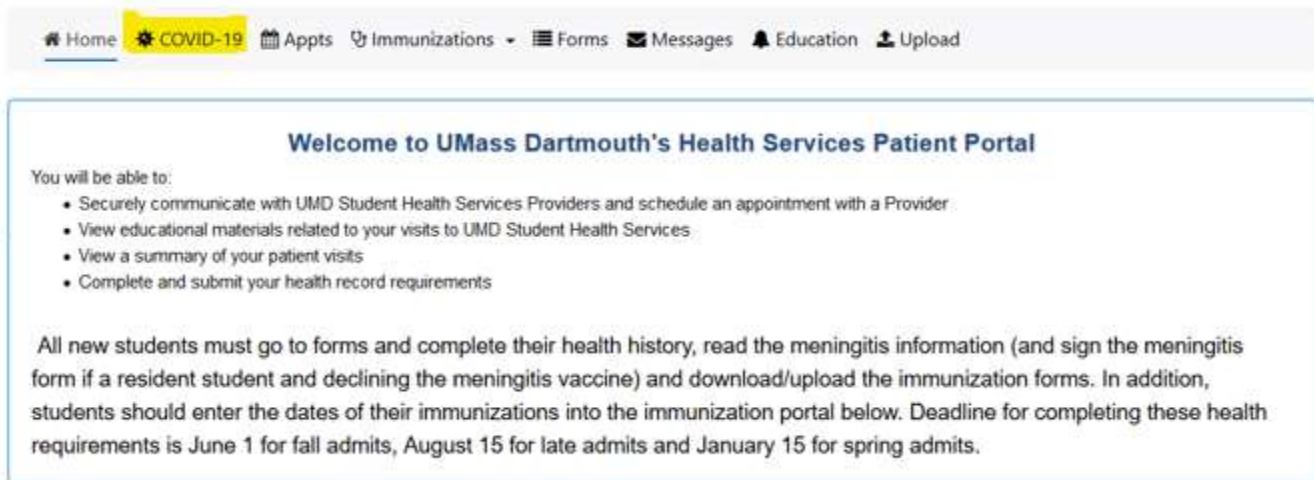 Home COVID-19 Appts Immunizations Forms Messages Education Upload
Welcome to UMass Dartmouth's Health Services Patient Portal
You will be able to:
• Securely communicate with UMD Student Health Services Providers and schedule an appointment with a Provider
• View educational materials related to your visits to UMD Student Health Services
• View a summary of your patient visits
• Complete and submit your health record requirements
All new students must go to forms and complete their health history, read the meningitis information (and sign the meningitis
form if a resident student and declining the meningitis vaccine) and download/upload the immunization forms. In addition,
students should enter the dates of their immunizations into the immunization portal below. Deadline for completing these health
requirements is June 1 for fall admits, August 15 for late admits and January 15 for spring admits.